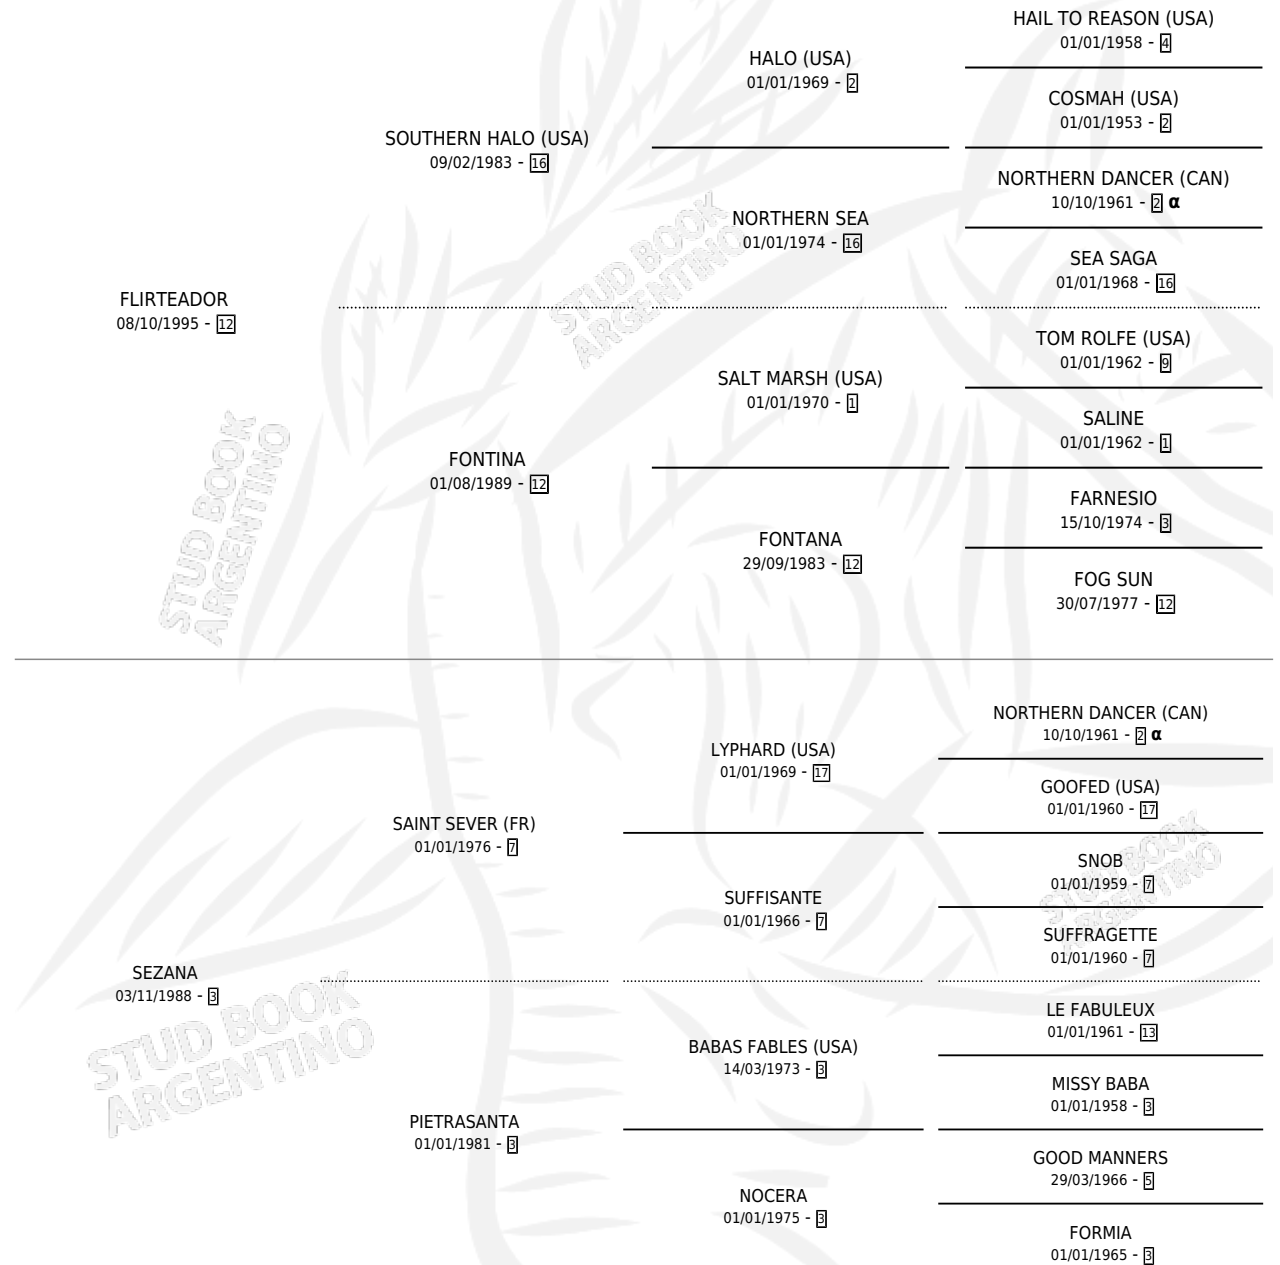 HAIL TO REASON (USA)
01/01/1958 - 4
HALO (USA)
01/01/1969 - 2
COSMAH (USA)
01/01/1953 - 2
SOUTHERN HALO (USA)
09/02/1983 - 16
NORTHERN DANCER (CAN)
10/10/1961 - 2 α
NORTHERN SEA
01/01/1974 - 16
SEA SAGA
01/01/1968 - 16
STUD BOOK
ARGENTINO
FLIRTEADOR
08/10/1995 - 12
TOM ROLFE (USA)
01/01/1962 - 9
SALT MARSH (USA)
01/01/1970 - 1
SALINE
01/01/1962 - 1
FONTINA
01/08/1989 - 12
FARNESIO
15/10/1974 - 3
FONTANA
29/09/1983 - 12
FOG SUN
30/07/1977 - 12
STUD BOOK
ARGENTINO
NORTHERN DANCER (CAN)
10/10/1961 - 2 α
LYPHARD (USA)
01/01/1969 - 17
GOOFED (USA)
01/01/1960 - 17
SAINT SEVER (FR)
01/01/1976 - 7
SNOB
01/01/1959 - 7
SUFFISANTE
01/01/1966 - 7
SUFFRAGETTE
01/01/1960 - 7
STUD BOOK
ARGENTINO
SEZANA
03/11/1988 - 3
LE FABULEUX
01/01/1961 - 13
BABAS FABLES (USA)
14/03/1973 - 3
MISSY BABA
01/01/1958 - 3
STUD BOOK
ARGENTINO
PIETRASANTA
01/01/1981 - 3
GOOD MANNERS
29/03/1966 - 5
NOCERA
01/01/1975 - 3
FORMIA
01/01/1965 - 3